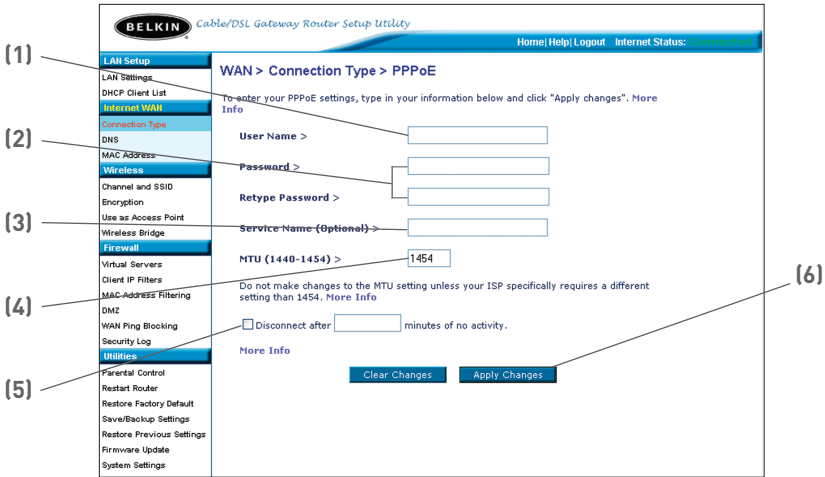 BELKIN
Cable/DSL Gateway Router Setup Utility
Home| Help| Logout Internet Status: Connected
(1)
(2)
(3)
(4)
(5)
(6)
LAN Setup
LAN Settings
DHCP Client List
Internet WAN
Connection Type
DNS
MAC Address
Wireless
Channel and SSID
Encryption
Use as Access Point
Wireless Bridge
Firewall
Virtual Servers
Client IP Filters
MAC Address Filtering
DMZ
WAN Ping Blocking
Security Log
Utilities
Parental Control
Restart Router
Restore Factory Default
Save/Backup Settings
Restore Previous Settings
Firmware Update
System Settings
WAN > Connection Type > PPPoE
To enter your PPPoE settings, type in your information below and click "Apply changes". More
Info
User Name >
Password >
Retype Password >
Service Name (Optional) >
MTU (1440-1454) > 1454
Do not make changes to the MTU setting unless your ISP specifically requires a different
setting than 1454. More Info
Disconnect after minutes of no activity.
More Info
Clear Changes Apply Changes